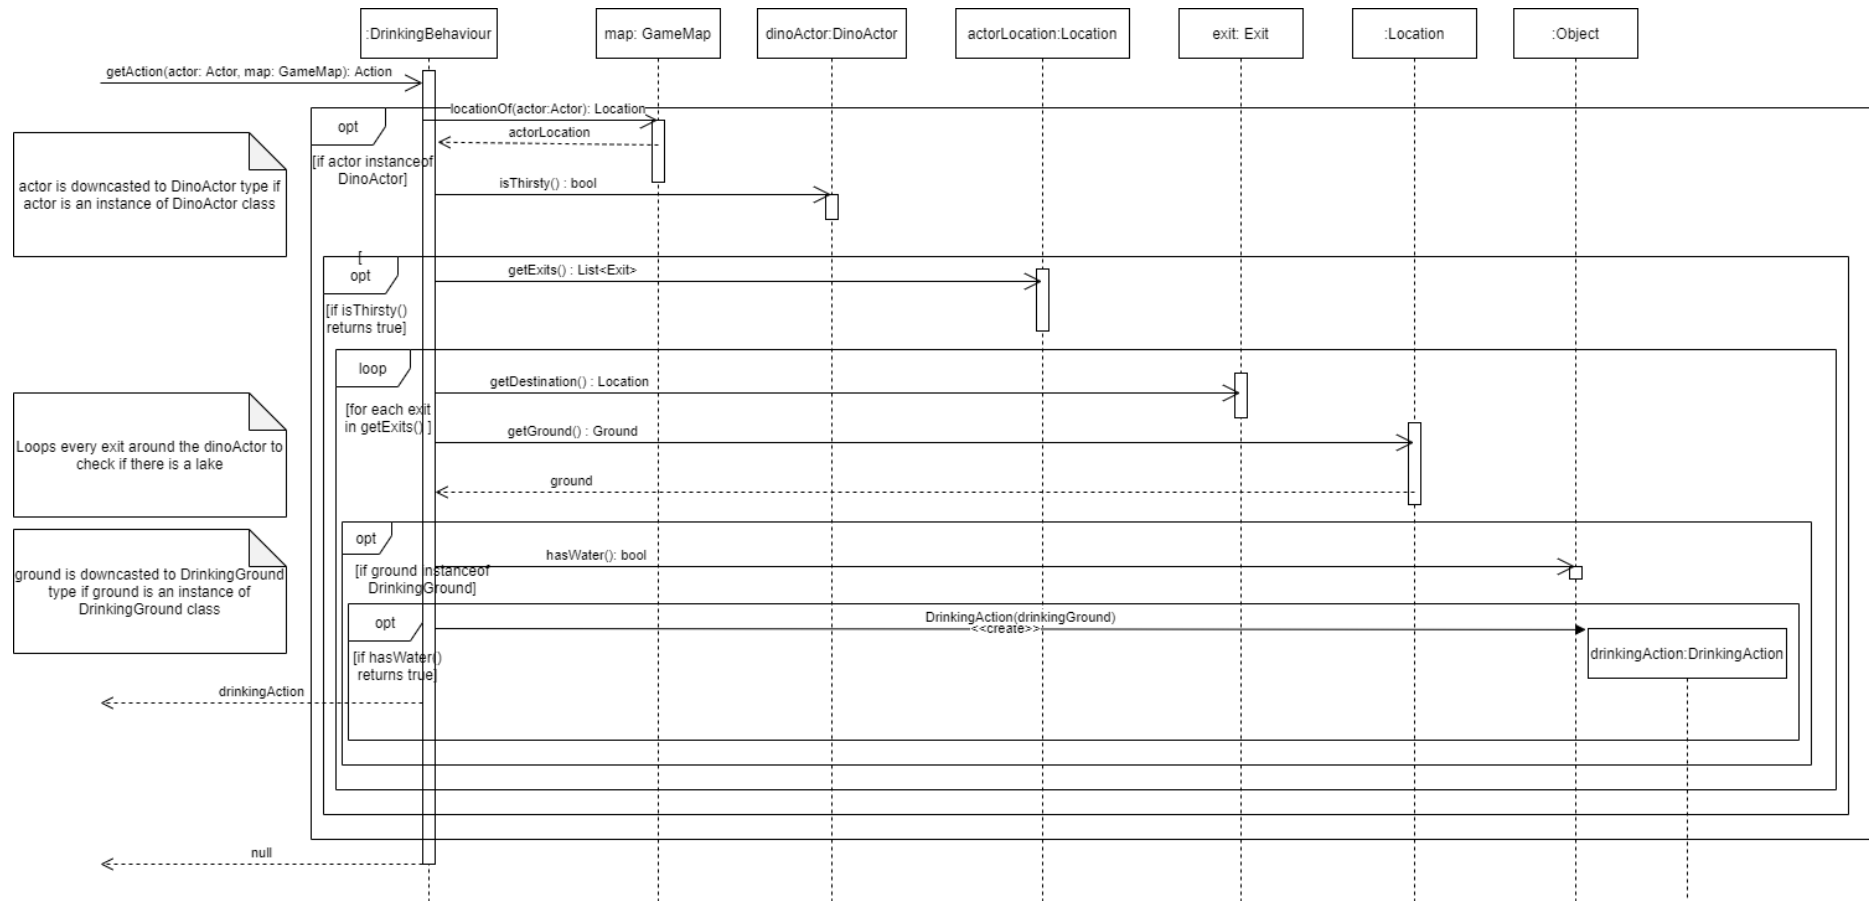 :DrinkingBehaviour
map: GameMap
dinoActor:DinoActor
actorLocation:Location
exit: Exit
:Location
:Object
getAction(actor: Actor, map: GameMap): Action
locationOf(actor:Actor): Location
opt
actorLocation
[if actor instanceof
DinoActor]
actor is downcasted to DinoActor type if
actor is an instance of DinoActor class
isThirsty() : bool
[
opt
getExits() : List<Exit>
[if isThirsty()
returns true]
loop
getDestination() : Location
[for each exit
in getExits() ]
getGround() : Ground
Loops every exit around the dinoActor to
check if there is a lake
ground
opt
hasWater(): bool
[if ground instanceof
DrinkingGround]
ground is downcasted to DrinkingGround
type if ground is an instance of
DrinkingGround class
opt
DrinkingAction(drinkingGround)
<<create>>
[if hasWater()
returns true]
drinkingAction:DrinkingAction
drinkingAction
null